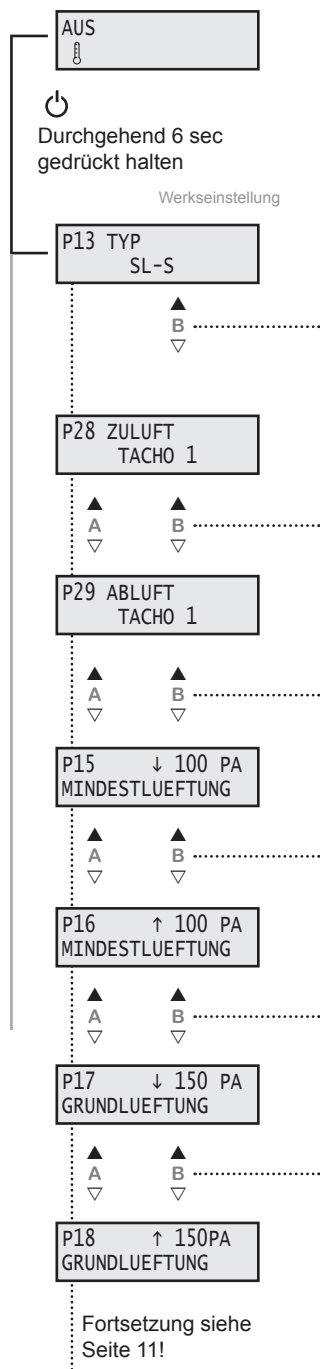 AUS
Durchgehend 6 sec
gedrückt halten
Werkseinstellung
P13 TYP
SL-S
B
P28 ZULUFT
TACHO 1
A B
P29 ABLUFT
TACHO 1
A B
P15 ↓ 100 PA
MINDESTLUEFTUNG
A B
P16 ↑ 100 PA
MINDESTLUEFTUNG
A B
P17 ↓ 150 PA
GRUNDLUEFTUNG
A B
P18 ↑ 150PA
GRUNDLUEFTUNG
Fortsetzung siehe
Seite 11!